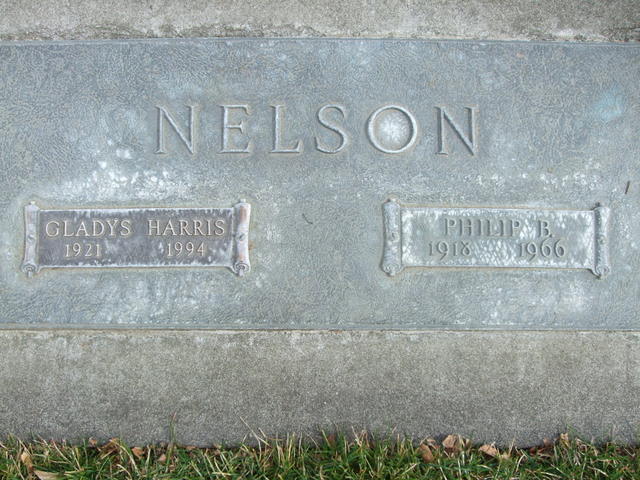 NELSON
GLADYS HARRIS
1921 1994
PHILIP B.
1918 1966